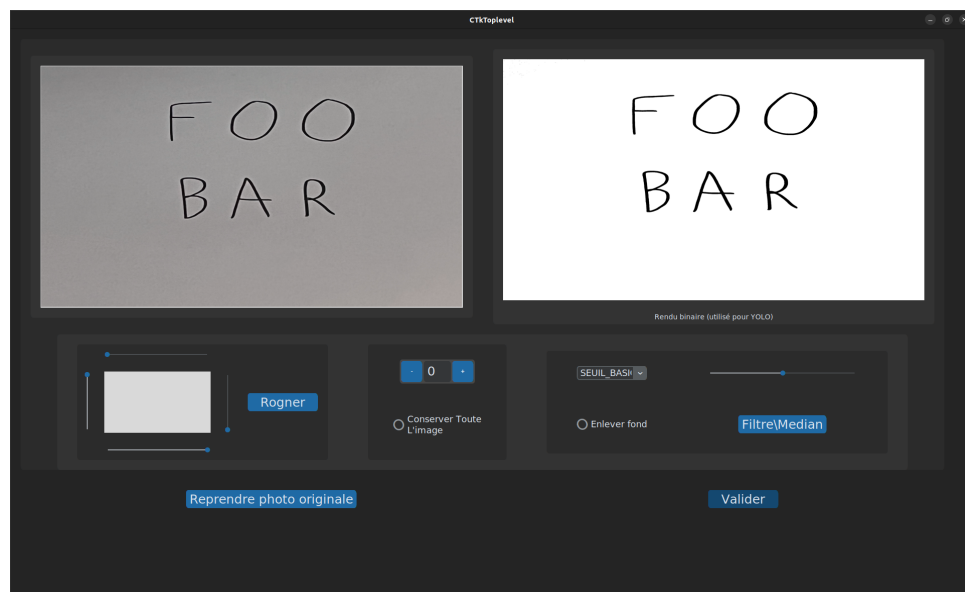 CTkToplevel
FOO
BAR
FOO
BAR
Rendu binaire (utilisé pour YOLO)
Rogner
- 0 +
Conserver Toute
L'image
SEUIL_BASI
Enlever fond
Filtre\Median
Reprendre photo originale
Valider